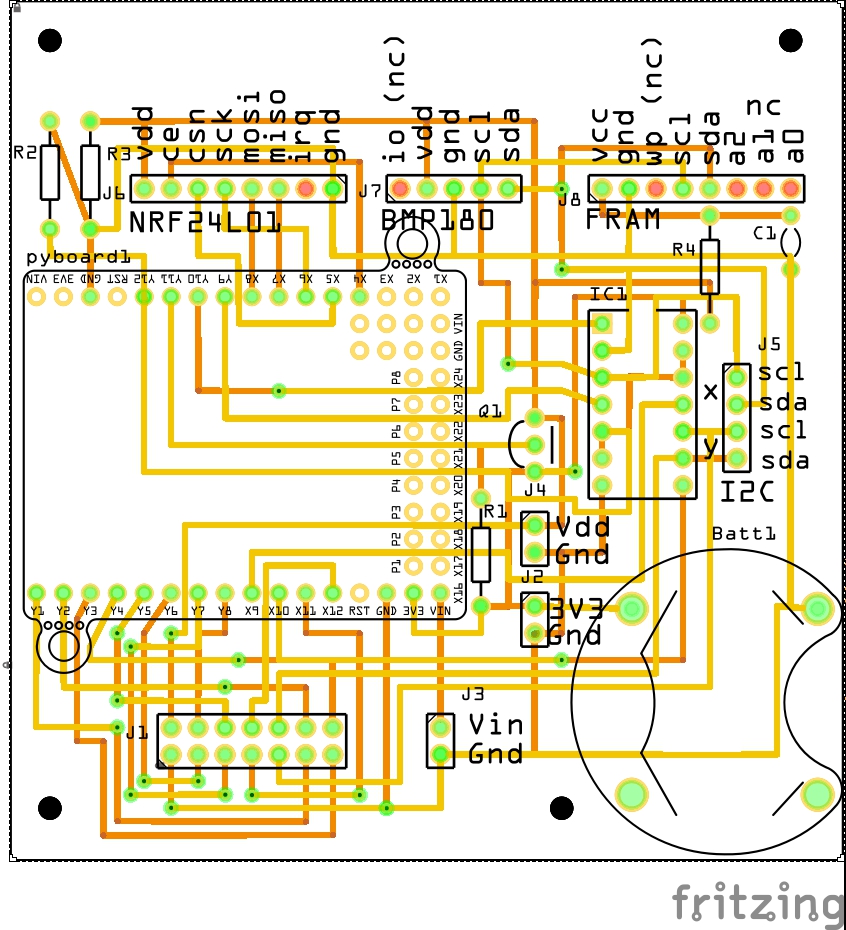 io (nc)
wp (nc)
nc
vdd
ce
csn
sck
mosi
miso
irq
gnd
vdd
gnd
scl
sda
vcc
gnd
scl
sda
a2
a1
a0
R2
R3
J6
J7
J8
NRF24L01
BMP180
FRAM
C1
R4
pyboard1
VIN
3V3
GND
RST
Y12
Y11
Y10
Y9
X8
X7
X6
X5
X4
X3
X2
X1
IC1
VIN
GND
J5
P8
X24
scl
P7
X23
x
sda
Q1
P6
X22
scl
y
P5
X21
sda
P4
X20
J4
I2C
P3
X19
R1
P2
X18
Vdd
Batt1
P1
X17
Gnd
J2
X16
3V3
Y1
Y2
Y3
Y4
Y5
Y6
Y7
Y8
X9
X10
X11
X12
RST
GND
3V3
VIN
Gnd
J3
J1
Vin
Gnd
fritzing